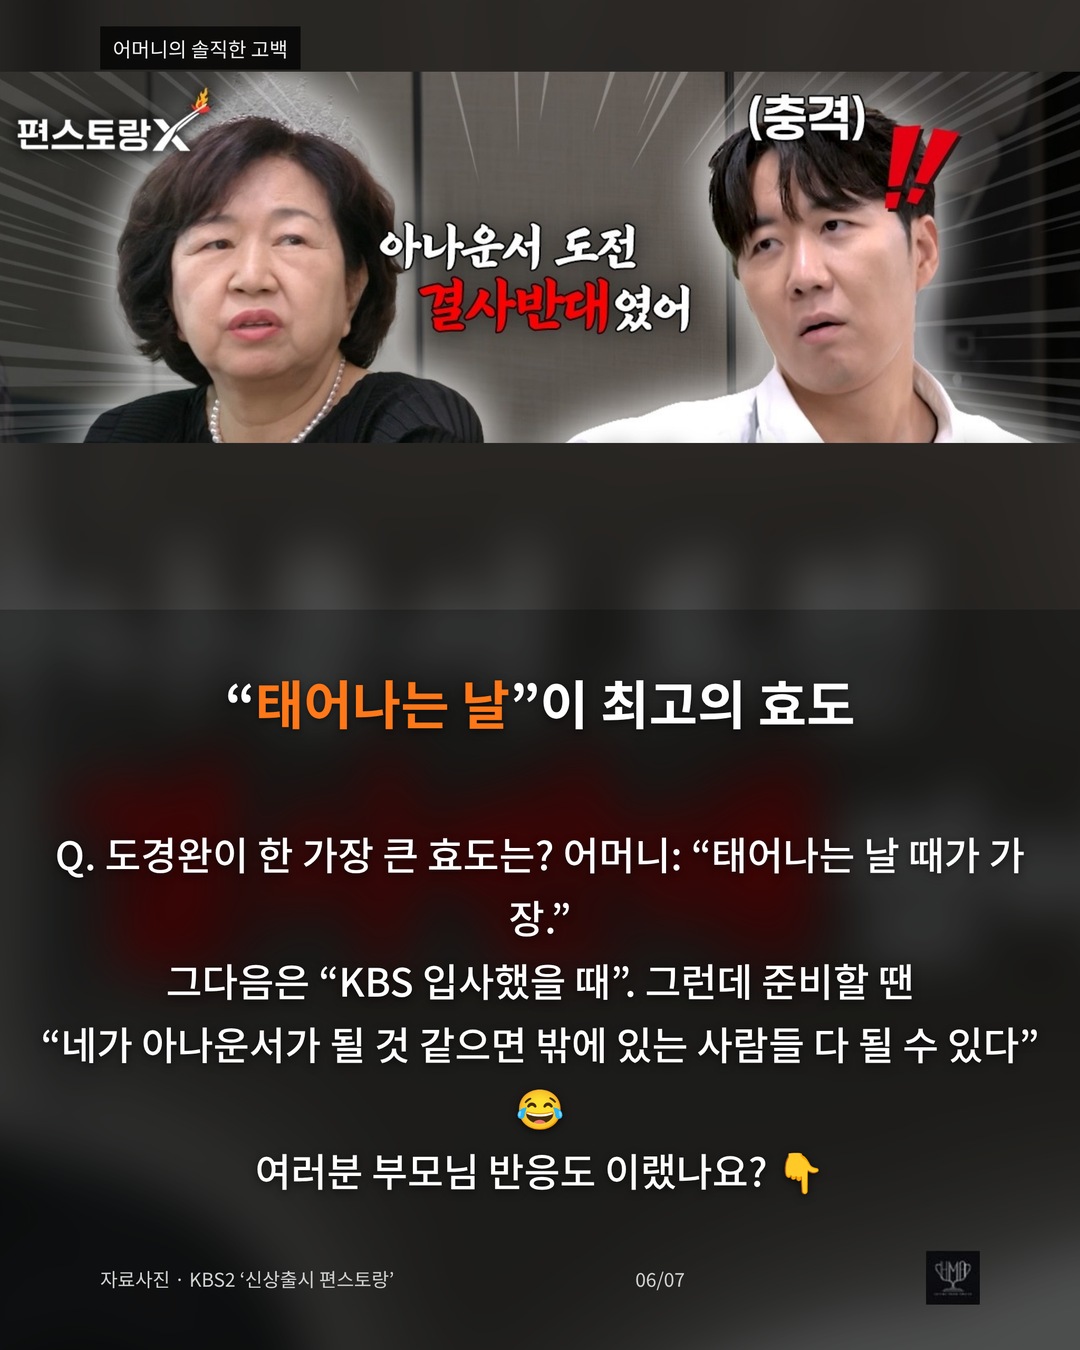 어머니의 솔직한 고백
편스토랑X
(충격)
!!
아나운서 도전
결사반대였어
“태어나는 날”이 최고의 효도
Q. 도경완이 한 가장 큰 효도는? 어머니: “태어나는 날 때가 가
장.”
그다음은 “KBS 입사했을 때”. 그런데 준비할 땐
“네가 아나운서가 될 것 같으면 밖에 있는 사람들 다 될 수 있다”
😂
여러분 부모님 반응도 이랬나요? 👇
자료사진 · KBS2 ‘신상출시 편스토랑’
06/07